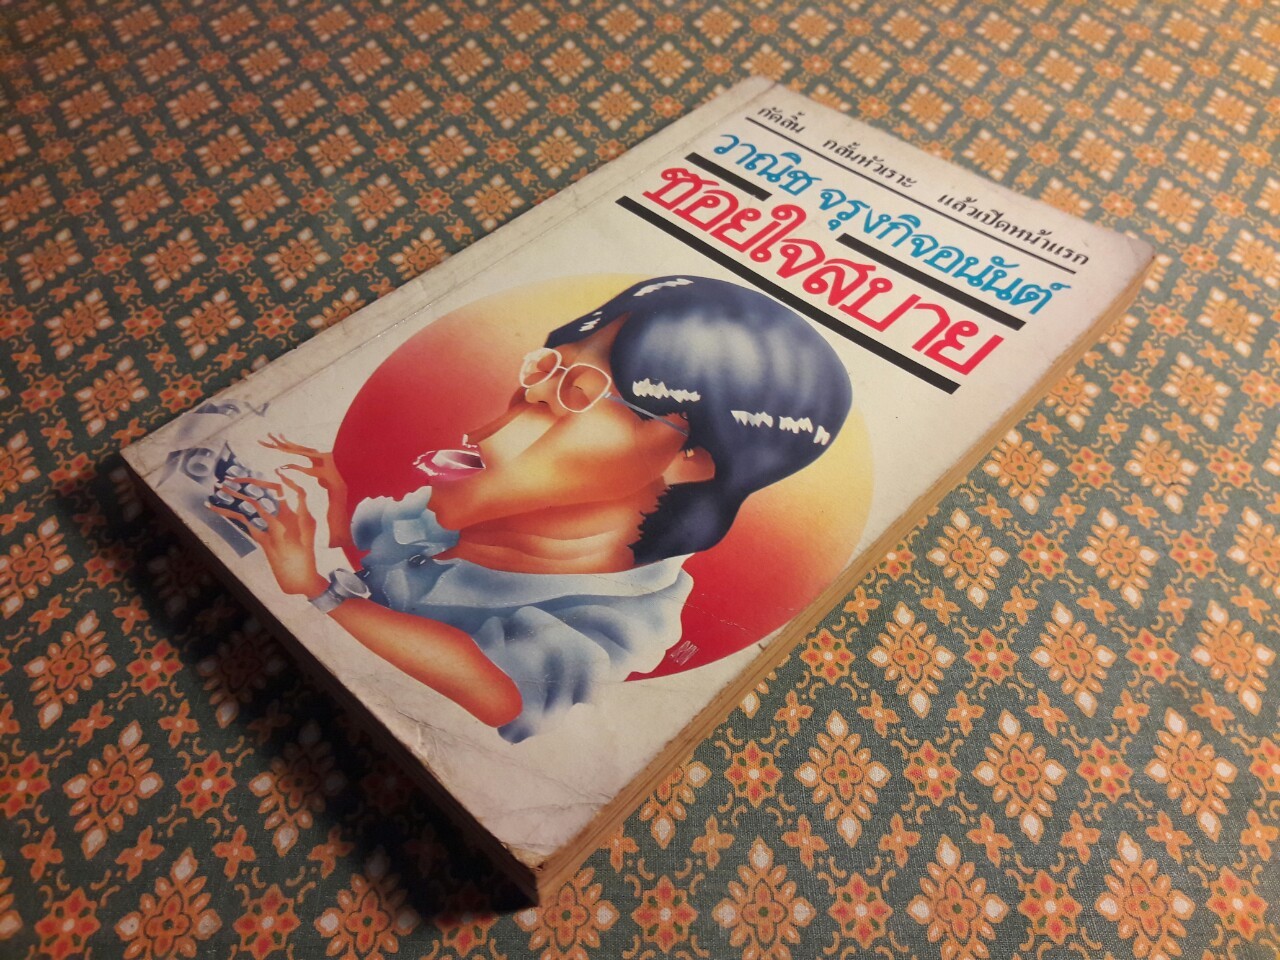 กัดลิ้น กลั้นหัวเราะ แล้วเปิดหน้าแรก
วาณิช จรุงกิจอนันต์
ซอยใจสบาย